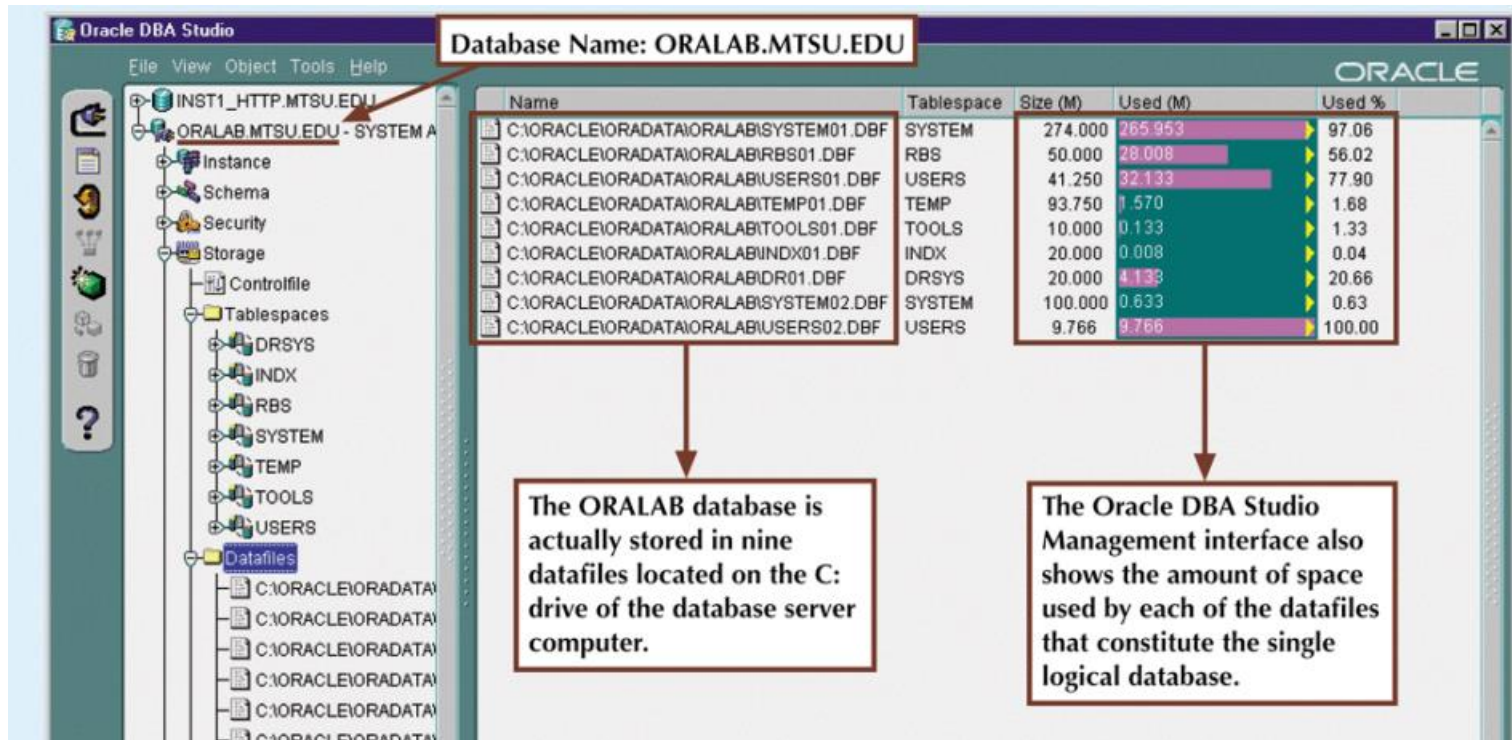 Oracle DBA Studio
Database Name: ORALAB.MTSU.EDU
File View Object Tools Help
ORACLE
INST1_HTTP.MTSU.EDU
ORALAB.MTSU.EDU - SYSTEM A
Instance
Schema
Security
Storage
Controlfile
Tablespaces
DRSYS
INDX
RBS
SYSTEM
TEMP
TOOLS
USERS
Datafiles
C:\ORACLE\ORADATA\
C:\ORACLE\ORADATA\
C:\ORACLE\ORADATA\
C:\ORACLE\ORADATA\
C:\ORACLE\ORADATA\
C:\ORACLE\ORADATA\
Name Tablespace Size (M) Used (M) Used %
C:\ORACLE\ORADATA\ORALAB\SYSTEM01.DBF SYSTEM 274.000 265.953 97.06
C:\ORACLE\ORADATA\ORALAB\RBS01.DBF RBS 50.000 28.008 56.02
C:\ORACLE\ORADATA\ORALAB\USERS01.DBF USERS 41.250 32.133 77.90
C:\ORACLE\ORADATA\ORALAB\TEMP01.DBF TEMP 93.750 1.570 1.68
C:\ORACLE\ORADATA\ORALAB\TOOLS01.DBF TOOLS 10.000 0.133 1.33
C:\ORACLE\ORADATA\ORALAB\INDX01.DBF INDX 20.000 0.008 0.04
C:\ORACLE\ORADATA\ORALAB\DR01.DBF DRSYS 20.000 4.133 20.66
C:\ORACLE\ORADATA\ORALAB\SYSTEM02.DBF SYSTEM 100.000 0.633 0.63
C:\ORACLE\ORADATA\ORALAB\USERS02.DBF USERS 9.766 9.766 100.00
The ORALAB database is
actually stored in nine
datafiles located on the C:
drive of the database server
computer.
The Oracle DBA Studio
Management interface also
shows the amount of space
used by each of the datafiles
that constitute the single
logical database.